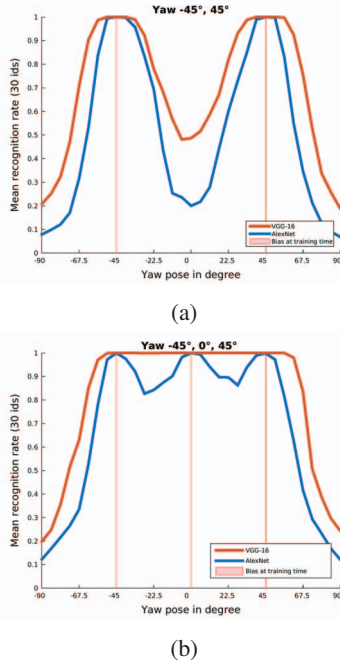 Yaw -45°, 45°
Mean recognition rate (30 ids)
1
0.9
0.8
0.7
0.6
0.5
0.4
0.3
0.2
0.1
0
VGG-16
AlexNet
Bias at training time
-90 -67.5 -45 -22.5 0 22.5 45 67.5 90
Yaw pose in degree
(a)
Yaw -45°, 0°, 45°
Mean recognition rate (30 ids)
1
0.9
0.8
0.7
0.6
0.5
0.4
0.3
0.2
0.1
0
VGG-16
AlexNet
Bias at training time
-90 -67.5 -45 -22.5 0 22.5 45 67.5 90
Yaw pose in degree
(b)